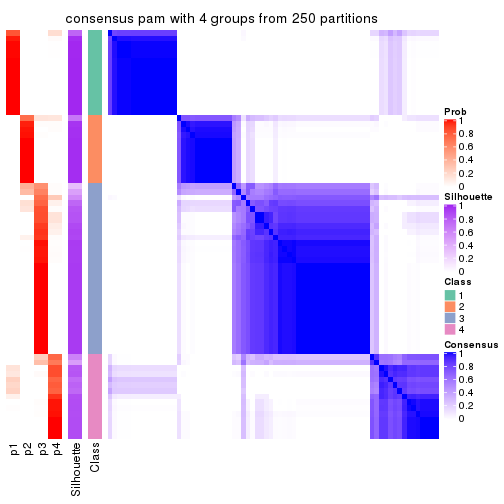 consensus pam with 4 groups from 250 partitions
Prob
1
0.8
0.6
0.4
0.2
0
Silhouette
1
0.8
0.6
0.4
0.2
0
Class
1
2
3
4
Consensus
1
0.8
0.6
0.4
0.2
0
p1
p2
p3
p4
Silhouette
Class